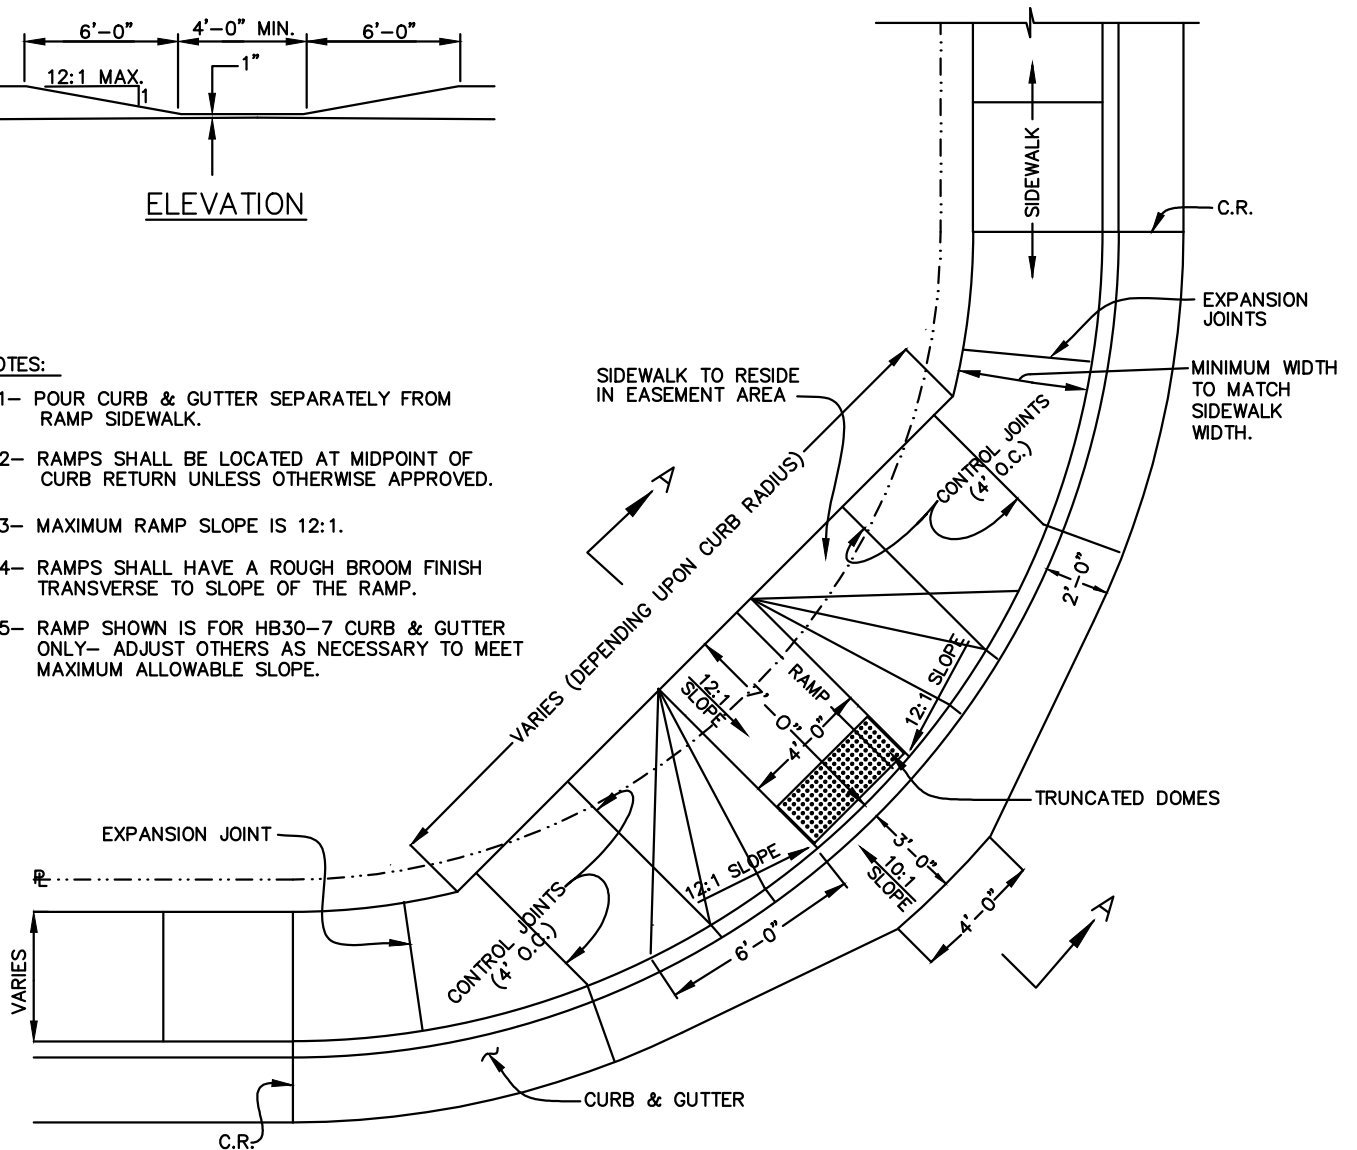 6'-0"
4'-0" MIN.
6'-0"
1"
12:1 MAX.
1
ELEVATION
OTES:
1- POUR CURB & GUTTER SEPARATELY FROM
RAMP SIDEWALK.
2- RAMPS SHALL BE LOCATED AT MIDPOINT OF
CURB RETURN UNLESS OTHERWISE APPROVED.
3- MAXIMUM RAMP SLOPE IS 12:1.
4- RAMPS SHALL HAVE A ROUGH BROOM FINISH
TRANSVERSE TO SLOPE OF THE RAMP.
5- RAMP SHOWN IS FOR HB30-7 CURB & GUTTER
ONLY- ADJUST OTHERS AS NECESSARY TO MEET
MAXIMUM ALLOWABLE SLOPE.
SIDEWALK
C.R.
EXPANSION
JOINTS
MINIMUM WIDTH
TO MATCH
SIDEWALK
WIDTH.
SIDEWALK TO RESIDE
IN EASEMENT AREA
CONTROL JOINTS
(4' O.C.)
A
VARIES (DEPENDING UPON CURB RADIUS)
2'-0"
RAMP
12:1
SLOPE
7'-0"
4'-0"
12:1 SLOPE
TRUNCATED DOMES
EXPANSION JOINT
PL
12:1 SLOPE
3'-0"
10:1
SLOPE
4'-0"
A
6'-0"
CONTROL JOINTS
(4' O.C.)
VARIES
CURB & GUTTER
C.R.